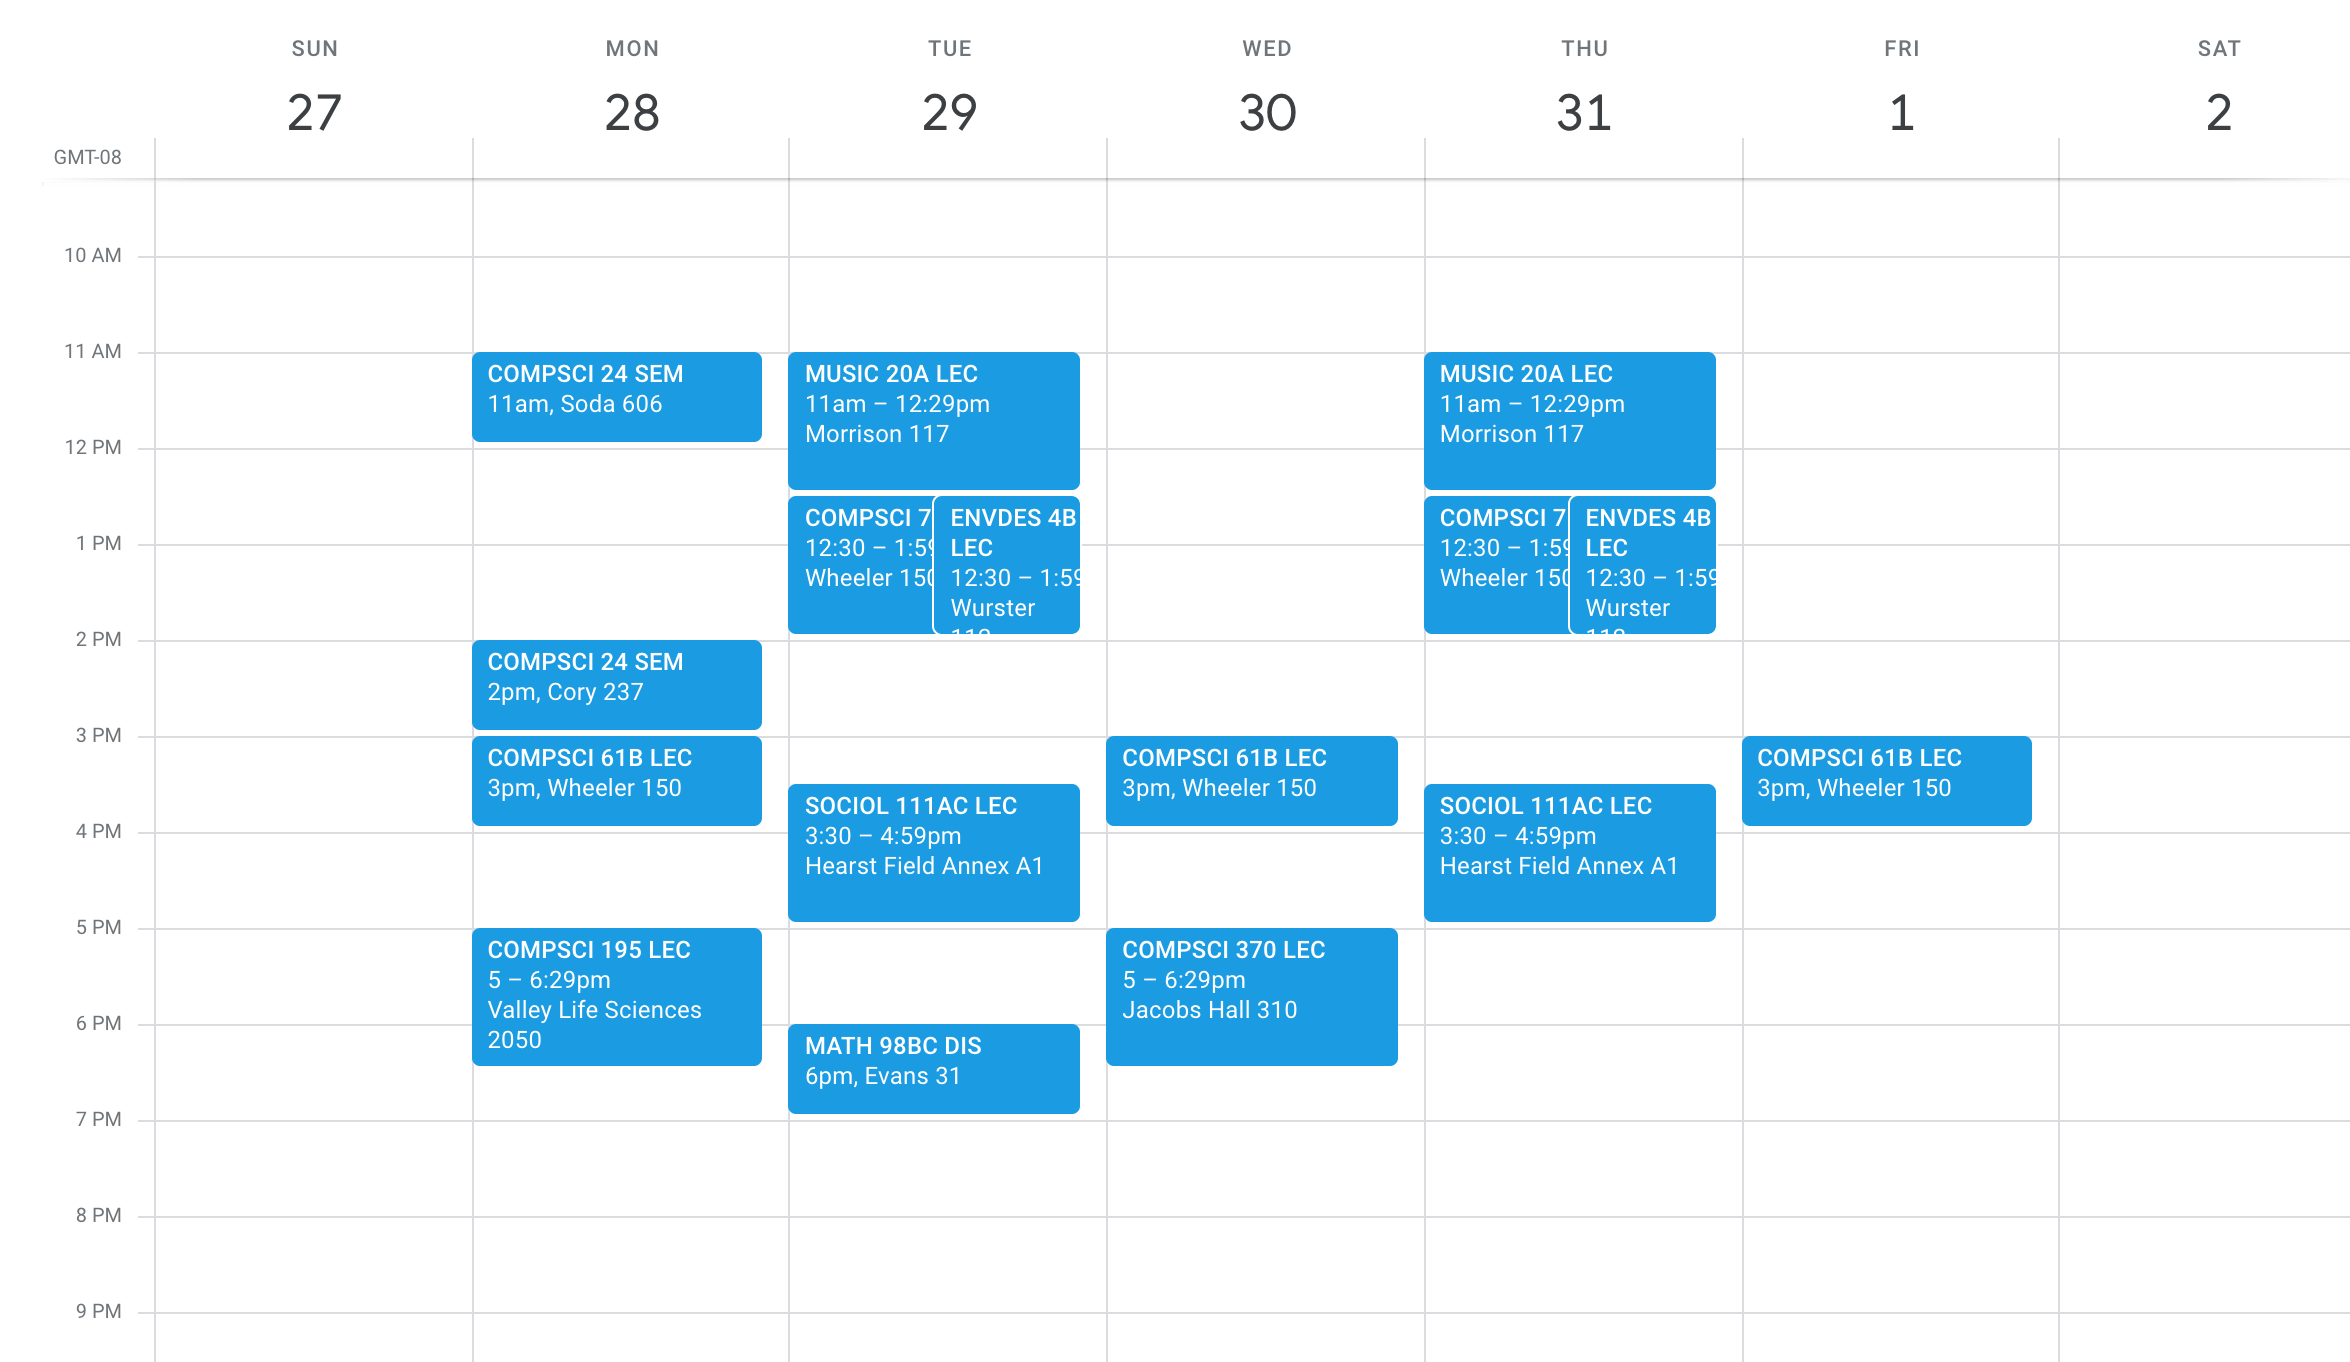 SUN MON TUE WED THU FRI SAT
27 28 29 30 31 1 2
GMT-08
10 AM
11 AM
12 PM
1 PM
2 PM
3 PM
4 PM
5 PM
6 PM
7 PM
8 PM
9 PM
COMPSCI 24 SEM
11am, Soda 606
COMPSCI 24 SEM
2pm, Cory 237
COMPSCI 61B LEC
3pm, Wheeler 150
COMPSCI 195 LEC
5 – 6:29pm
Valley Life Sciences
2050
MUSIC 20A LEC
11am – 12:29pm
Morrison 117
COMPSCI 7
12:30 – 1:59
Wheeler 150
ENVDES 4B
LEC
12:30 – 1:59
Wurster
SOCIOL 111AC LEC
3:30 – 4:59pm
Hearst Field Annex A1
MATH 98BC DIS
6pm, Evans 31
COMPSCI 61B LEC
3pm, Wheeler 150
COMPSCI 370 LEC
5 – 6:29pm
Jacobs Hall 310
MUSIC 20A LEC
11am – 12:29pm
Morrison 117
COMPSCI 7
12:30 – 1:59
Wheeler 150
ENVDES 4B
LEC
12:30 – 1:59
Wurster
SOCIOL 111AC LEC
3:30 – 4:59pm
Hearst Field Annex A1
COMPSCI 61B LEC
3pm, Wheeler 150